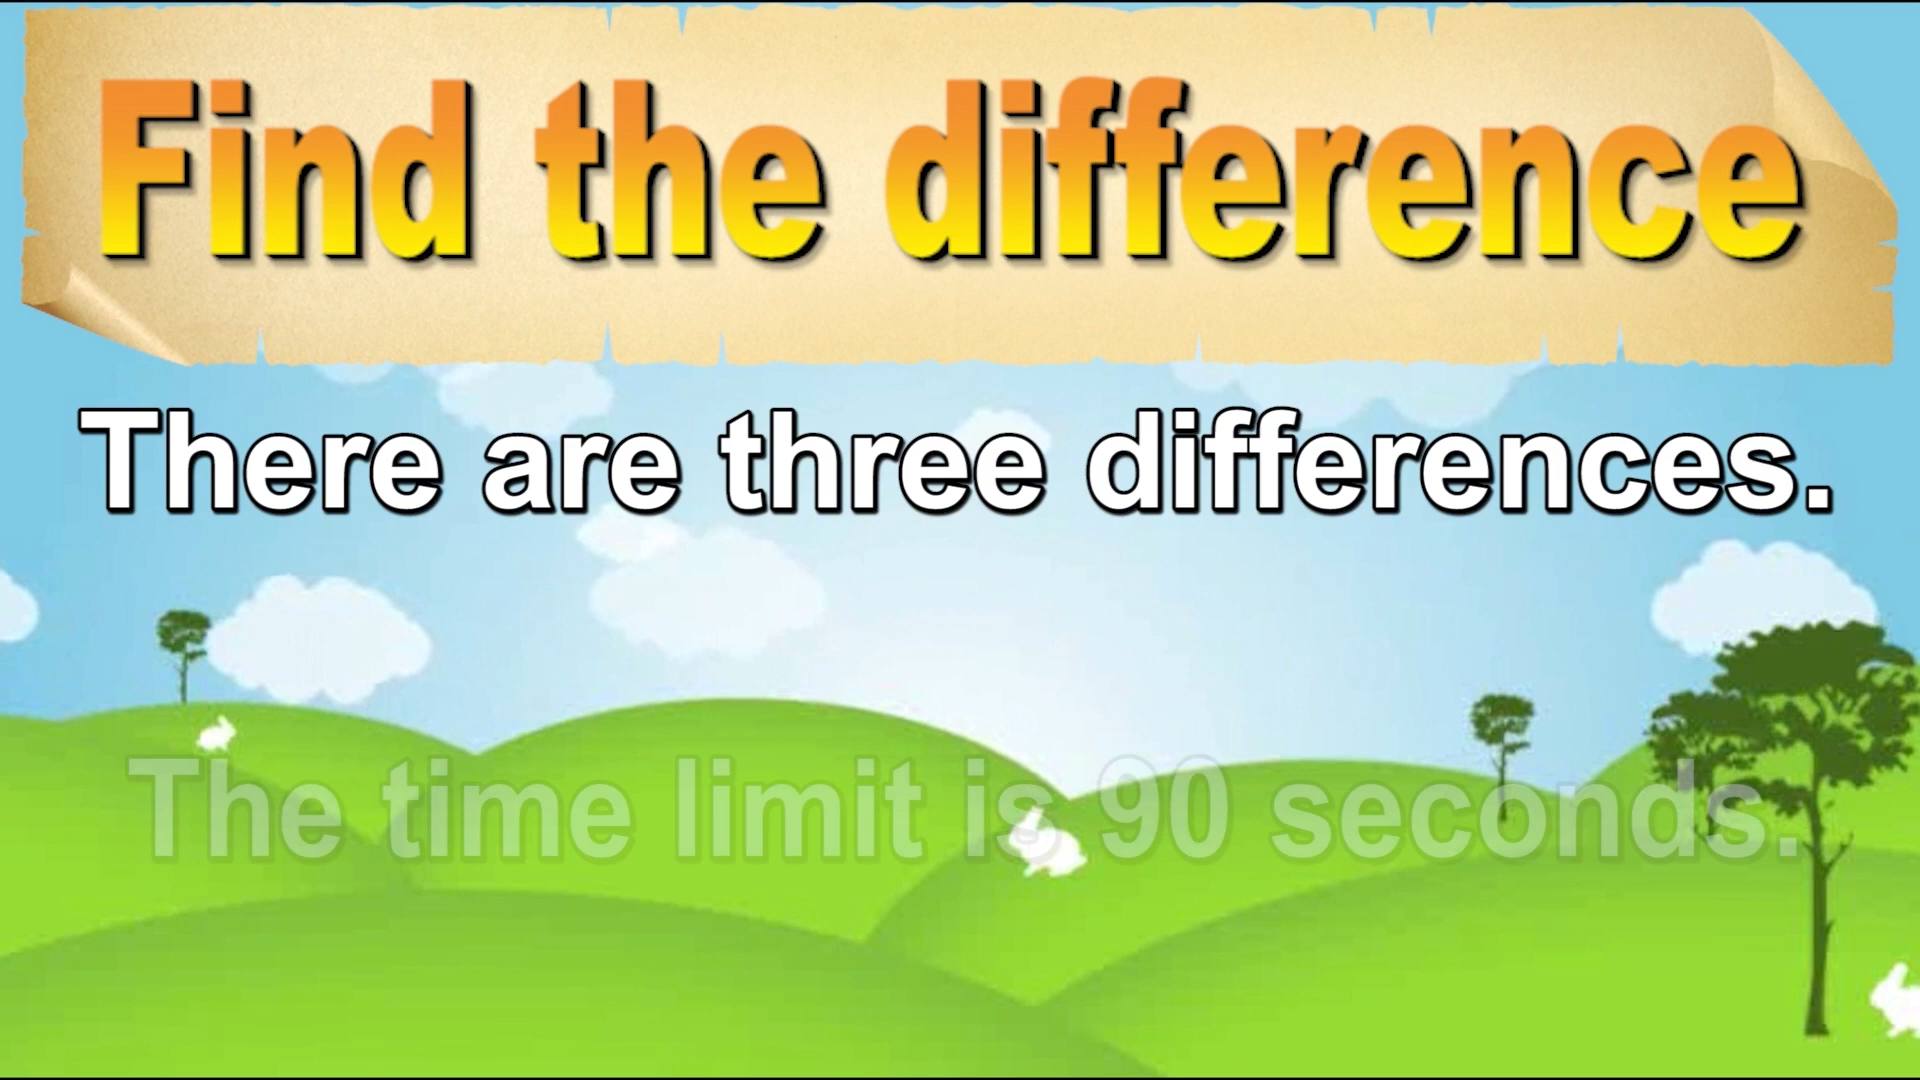 Find the difference
There are three differences.
The time limit is 90 seconds.